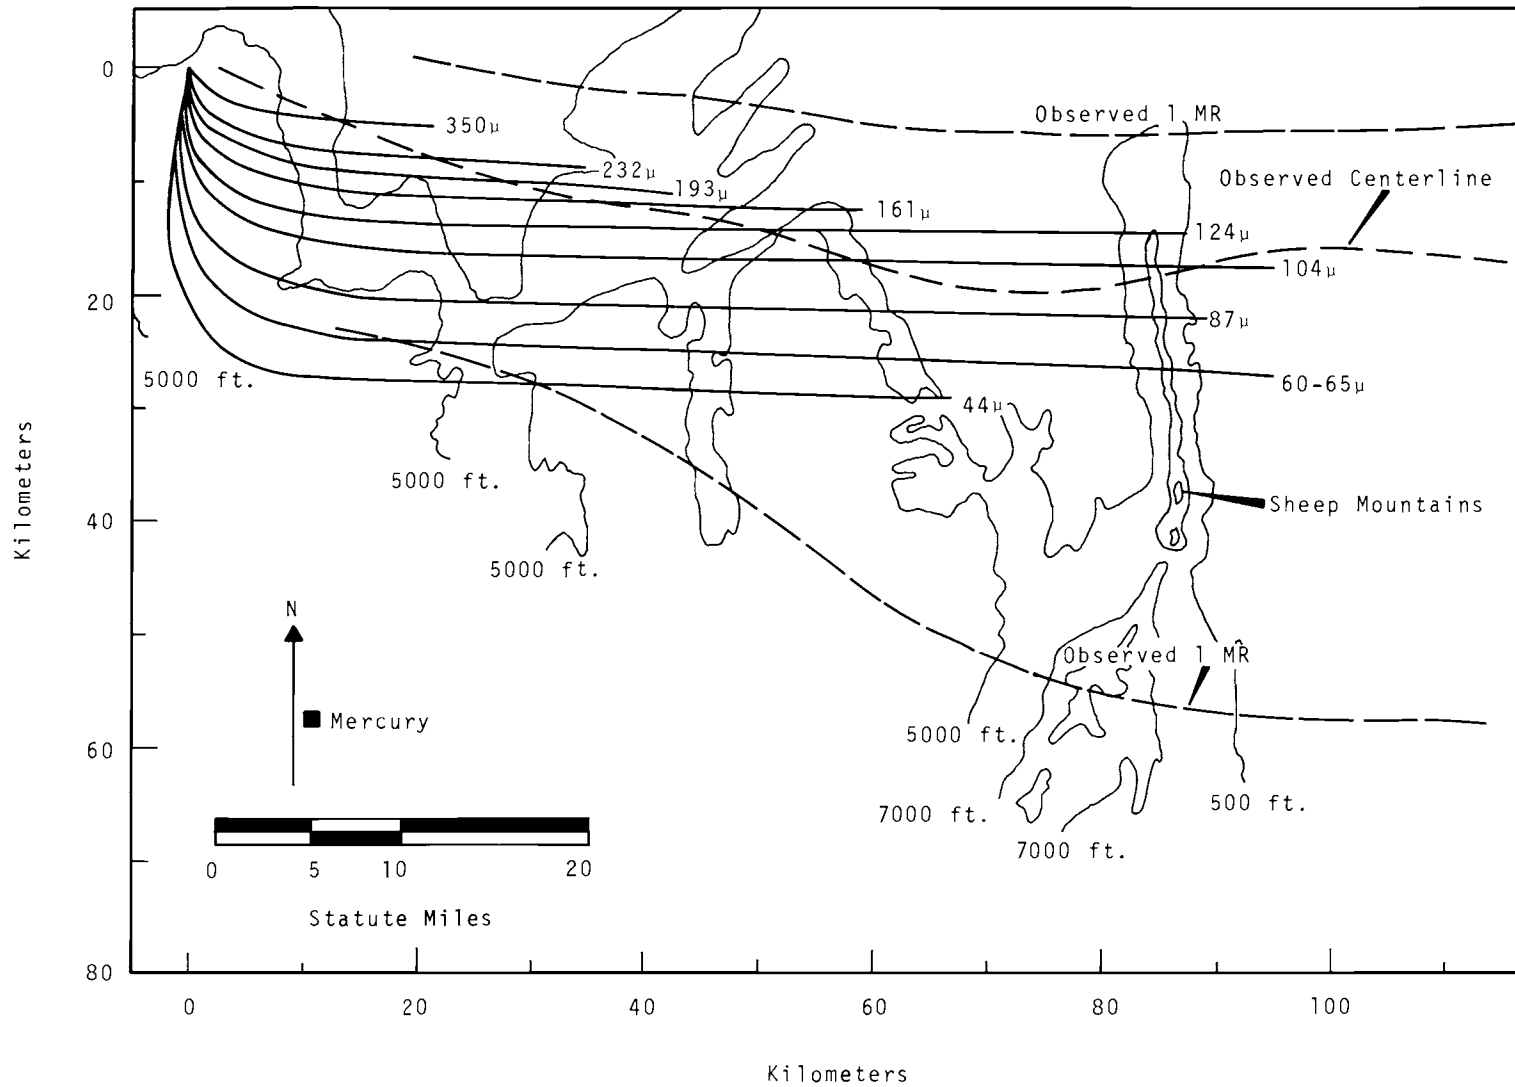 0
Observed 1 MR
350μ
232μ
193μ
Observed Centerline
161μ
124μ
104μ
20
87μ
5000 ft.
60-65μ
44μ
Kilometers
5000 ft.
Sheep Mountains
40
5000 ft.
N
Observed 1 MR
Mercury
5000 ft.
60
7000 ft.
500 ft.
7000 ft.
0 5 10 20
Statute Miles
80
0 20 40 60 80 100
Kilometers